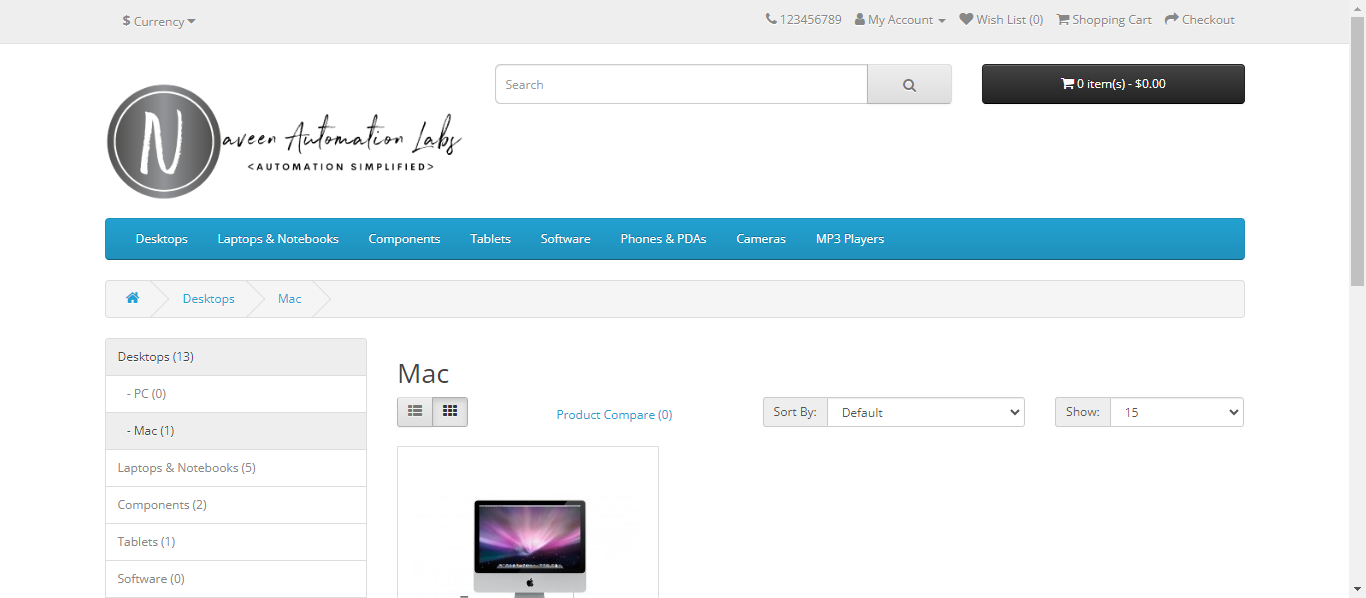 $ Currency
123456789 My Account Wish List (0) Shopping Cart Checkout
Search
0 item(s) - $0.00
N aveen Automation Labs
<AUTOMATION SIMPLIFIED>
Desktops Laptops & Notebooks Components Tablets Software Phones & PDAs Cameras MP3 Players
Desktops Mac
Desktops (13)
- PC (0)
- Mac (1)
Laptops & Notebooks (5)
Components (2)
Tablets (1)
Software (0)
Mac
Product Compare (0) Sort By: Default Show: 15